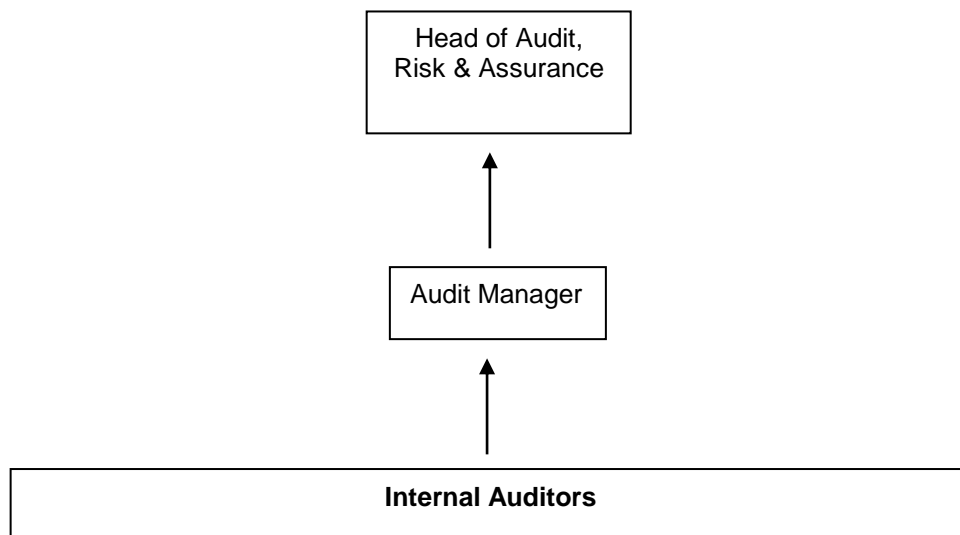 Head of Audit,
Risk & Assurance
Audit Manager
Internal Auditors